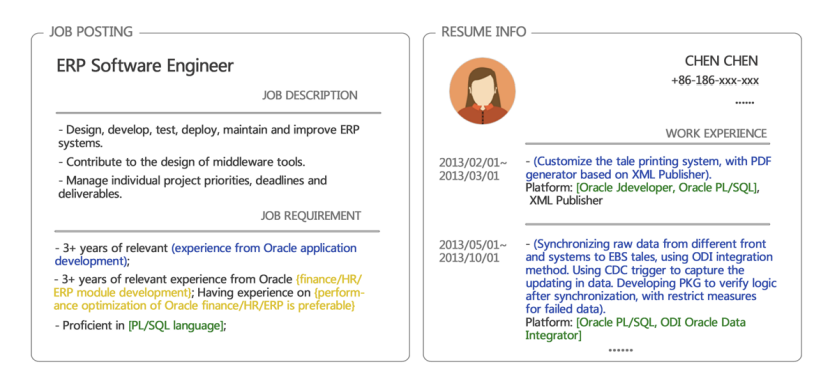 JOB POSTING
ERP Software Engineer
JOB DESCRIPTION
- Design, develop, test, deploy, maintain and improve ERP
systems.
- Contribute to the design of middleware tools.
- Manage individual project priorities, deadlines and
deliverables.
JOB REQUIREMENT
- 3+ years of relevant (experience from Oracle application
development);
- 3+ years of relevant experience from Oracle {finance/HR/
ERP module development}; Having experience on {perform-
ance optimization of Oracle finance/HR/ERP is preferable}
- Proficient in [PL/SQL language];
RESUME INFO
CHEN CHEN
+86-186-xxx-xxx
......
WORK EXPERIENCE
2013/02/01~
2013/03/01
- (Customize the tale printing system, with PDF
generator based on XML Publisher).
Platform: [Oracle Jdeveloper, Oracle PL/SQL],
XML Publisher
2013/05/01~
2013/10/01
- (Synchronizing raw data from different front
and systems to EBS tales, using ODI integration
method. Using CDC trigger to capture the
updating in data. Developing PKG to verify logic
after synchronization, with restrict measures
for failed data).
Platform: [Oracle PL/SQL, ODI Oracle Data
Integrator]
......